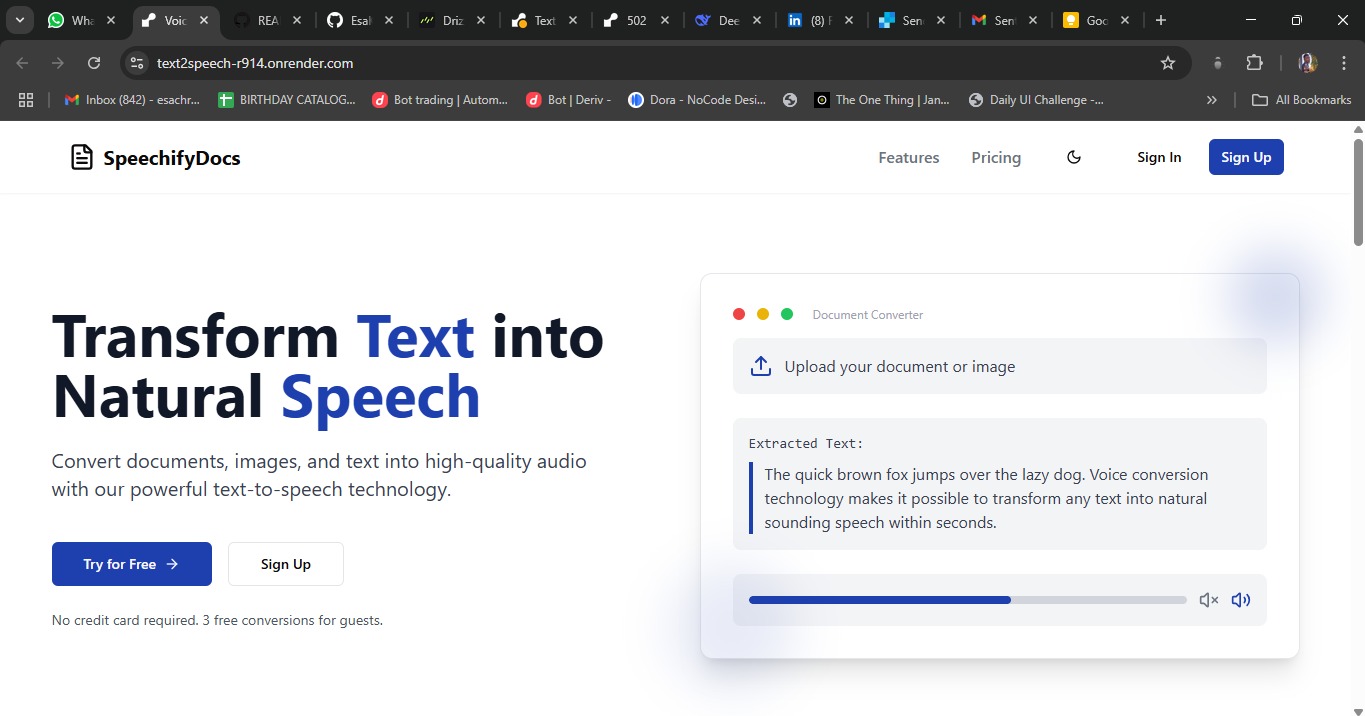 Wha
Voic
REA
Esal
Driz
Text
502
Dee
(8) F
Sen
Sent
Goo
text2speech-r914.onrender.com
Inbox (842) - esachr...
BIRTHDAY CATALOG...
Bot trading | Autom...
Bot | Deriv -
Dora - NoCode Desi...
The One Thing | Jan...
Daily UI Challenge -...
All Bookmarks
SpeechifyDocs
Features
Pricing
Sign In
Sign Up
Transform Text into
Natural Speech
Convert documents, images, and text into high-quality audio
with our powerful text-to-speech technology.
Try for Free
Sign Up
No credit card required. 3 free conversions for guests.
Document Converter
Upload your document or image
Extracted Text:
The quick brown fox jumps over the lazy dog. Voice conversion
technology makes it possible to transform any text into natural
sounding speech within seconds.